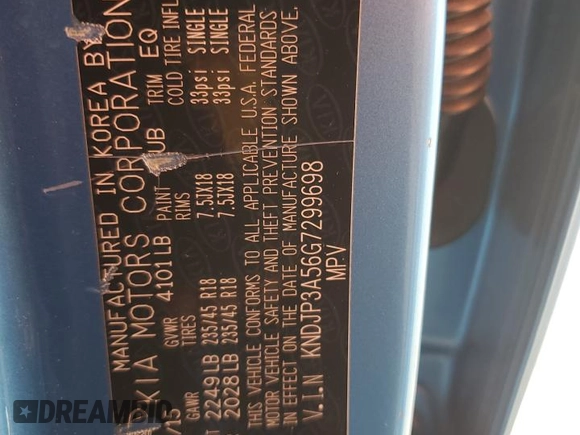 MANUFACTURED IN KOREA BY
KIA MOTORS CORPORATION
GVWR 4101LB PAINT UB TRIM EQ
GAWR TIRES RIMS COLD TIRE INFL
2249LB 235/45 R18 7.5JX18 33psi SINGLE
2028LB 235/45 R18 7.5JX18 33psi SINGLE
THIS VEHICLE CONFORMS TO ALL APPLICABLE U.S.A. FEDERAL
MOTOR VEHICLE SAFETY AND THEFT PREVENTION STANDARDS
IN EFFECT ON THE DATE OF MANUFACTURE SHOWN ABOVE.
V.I.N KNDJP3A56G7299698
MPV
DREAMBID